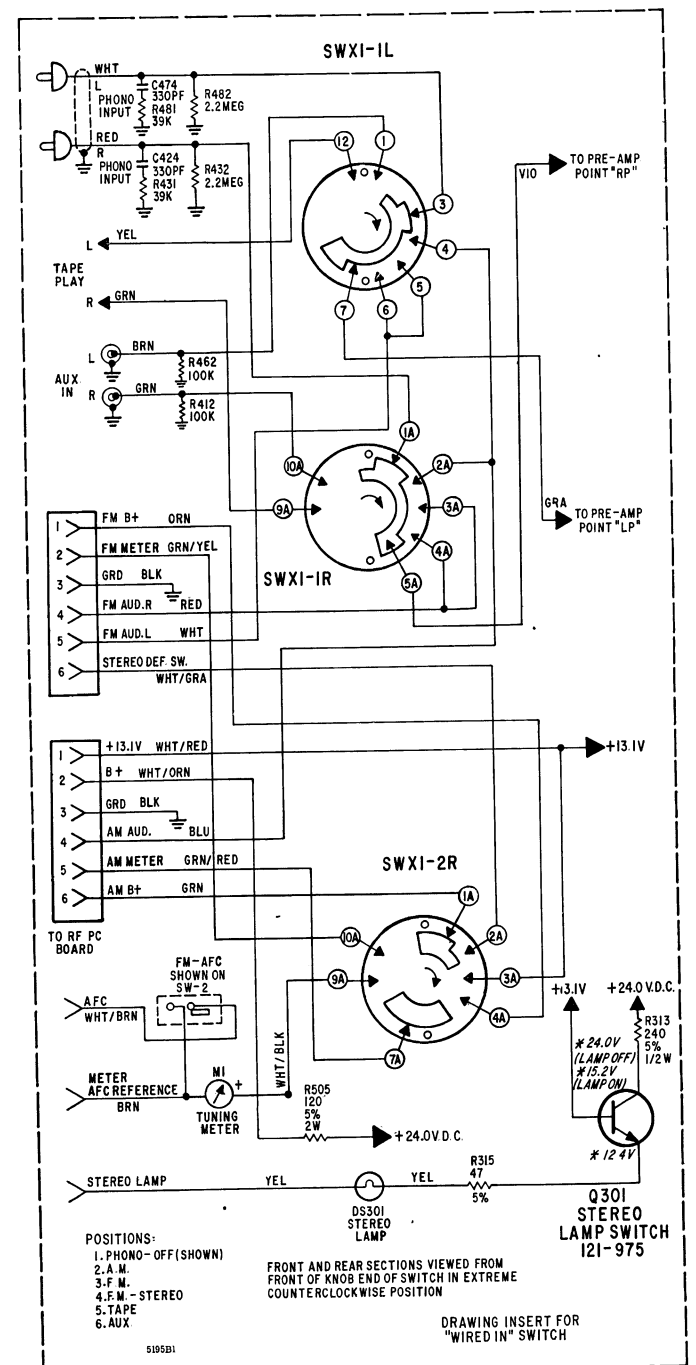 SWX1-1L
WHT
L
PHONO
INPUT
C474
330PF
R481
39K
R482
2.2MEG
RED
R
PHONO
INPUT
C424
330PF
R431
39K
R432
2.2MEG
12
1
3
4
5
6
7
VIO
TO PRE-AMP
POINT "RP"
L
YEL
TAPE
PLAY
R
GRN
L
BRN
AUX
IN
R
GRN
R462
100K
R412
100K
1A
10A
2A
9A
3A
4A
5A
SWX1-1R
GRA
TO PRE-AMP
POINT "LP"
1 FM B+ ORN
2 FM METER GRN/YEL
3 GRD BLK
4 FM AUD.R RED
5 FM AUD.L WHT
6 STEREO DEF. SW.
WHT/GRA
1 +13.1V WHT/RED
+13.1V
2 B+ WHT/ORN
3 GRD BLK
4 AM AUD. BLU
5 AM METER GRN/RED
6 AM B+ GRN
TO RF PC
BOARD
SWX1-2R
1A
10A
2A
9A
3A
4A
7A
FM-AFC
SHOWN ON
SW-2
AFC
WHT/BRN
METER
AFC REFERENCE
BRN
M1
+
TUNING
METER
WHT/BLK
R505
120
5%
2W
+24.0V.D.C.
+13.1V
+24.0V.D.C.
R313
240
5%
1/2W
*24.0V
(LAMP OFF)
*15.2V
(LAMP ON)
*12.4V
STEREO LAMP YEL
YEL
DS301
STEREO
LAMP
R315
47
5%
Q301
STEREO
LAMP SWITCH
121-975
POSITIONS:
1. PHONO-OFF (SHOWN)
2. A.M.
3. F.M.
4. F.M.-STEREO
5. TAPE
6. AUX
FRONT AND REAR SECTIONS VIEWED FROM
FRONT OF KNOB END OF SWITCH IN EXTREME
COUNTERCLOCKWISE POSITION
DRAWING INSERT FOR
"WIRED IN" SWITCH
5195B1